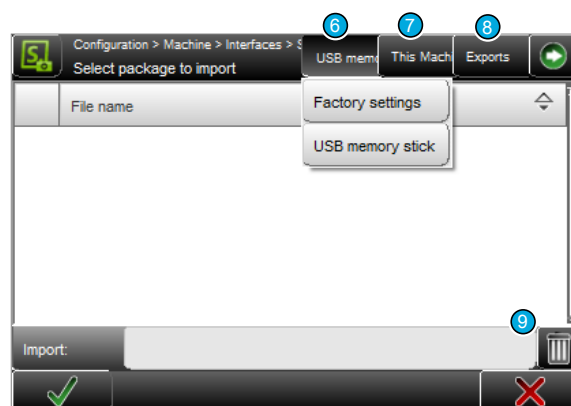 6 7 8
Configuration > Machine > Interfaces > S
Select package to import
USB memo
This Mach
Exports
File name
Factory settings
USB memory stick
9
Import: